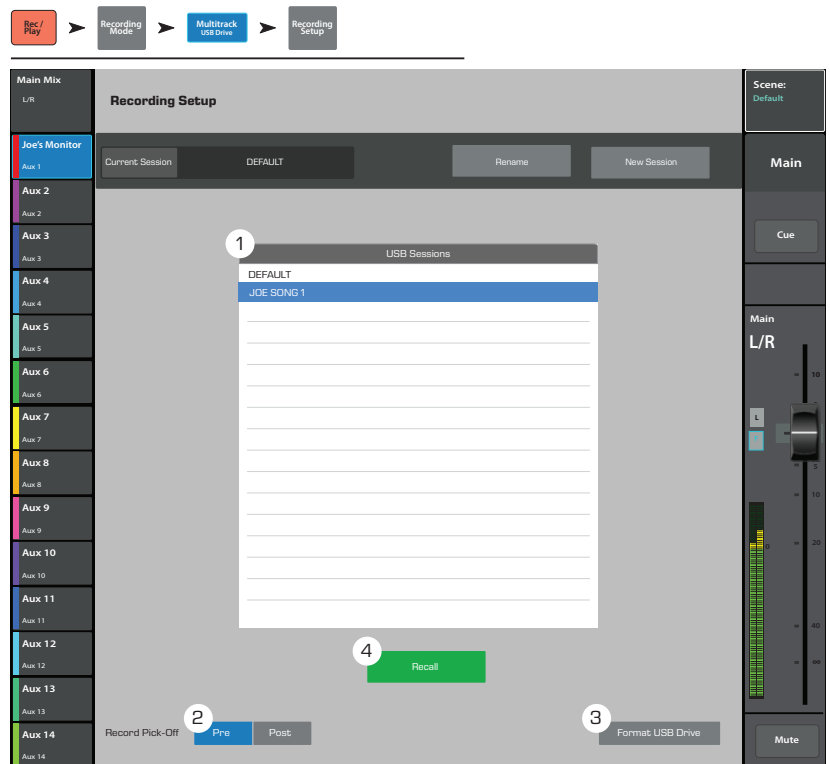 Rec /
Play
Recording
Mode
Multitrack
USB Drive
Recording
Setup
Main Mix
L/R
Recording Setup
Scene:
Default
Joe's Monitor
Aux 1
Current Session
DEFAULT
Rename
New Session
Main
Aux 2
Aux 2
Aux 3
Aux 3
Cue
1
USB Sessions
DEFAULT
JOE SONG 1
Aux 4
Aux 4
Aux 5
Aux 5
Main
L/R
Aux 6
Aux 6
10
Aux 7
Aux 7
L
Aux 8
Aux 8
5
10
Aux 9
Aux 9
20
0
Aux 10
Aux 10
Aux 11
Aux 11
40
Aux 12
Aux 12
∞
4
Recall
Aux 13
Aux 13
2
Record Pick-Off
Pre
Post
3
Format USB Drive
Aux 14
Aux 14
Mute